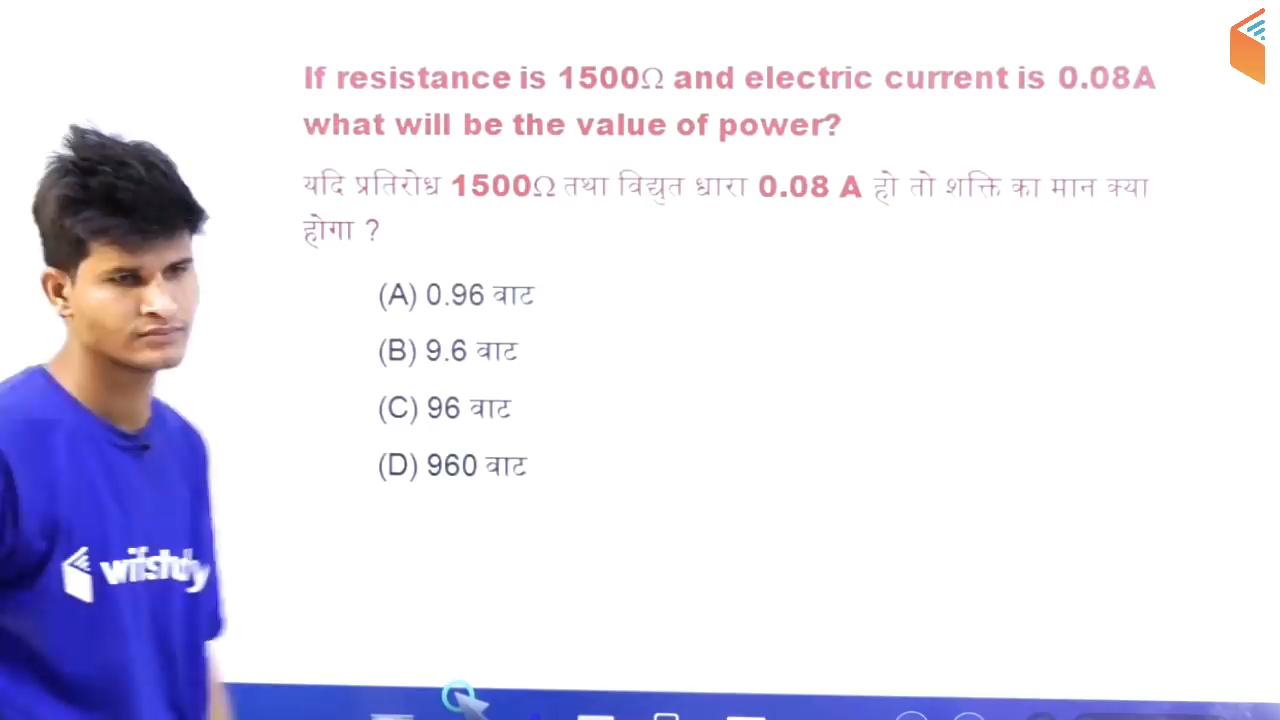 If resistance is 1500Ω and electric current is 0.08A
what will be the value of power?
यदि प्रतिरोध 1500Ω तथा विद्युत धारा 0.08 A हो तो शक्ति का मान क्या
होगा ?
(A) 0.96 वाट
(B) 9.6 वाट
(C) 96 वाट
(D) 960 वाट
wifistudy